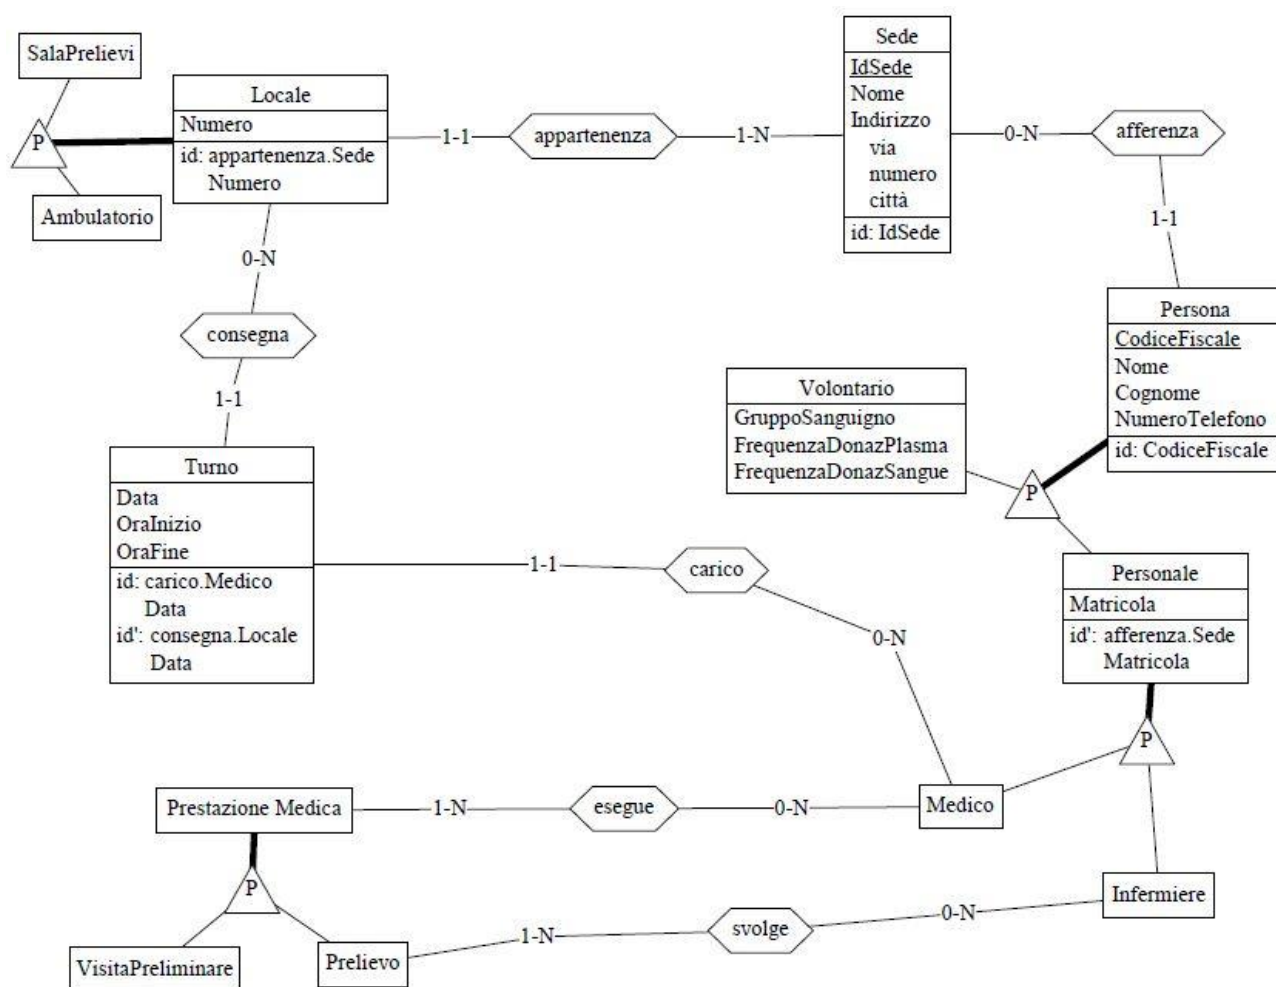 SalaPrelievi
P
Ambulatorio
Locale
Numero
id: appartenenza.Sede
Numero
1-1
appartenenza
1-N
Sede
IdSede
Nome
Indirizzo
via
numero
città
id: IdSede
0-N
afferenza
1-1
Persona
CodiceFiscale
Nome
Cognome
NumeroTelefono
id: CodiceFiscale
0-N
consegna
1-1
Volontario
GruppoSanguigno
FrequenzaDonazPlasma
FrequenzaDonazSangue
P
Turno
Data
OraInizio
OraFine
id: carico.Medico
Data
id': consegna.Locale
Data
1-1
carico
0-N
Personale
Matricola
id': afferenza.Sede
Matricola
P
Prestazione Medica
1-N
esegue
0-N
Medico
P
VisitaPreliminare
Prelievo
1-N
svolge
0-N
Infermiere